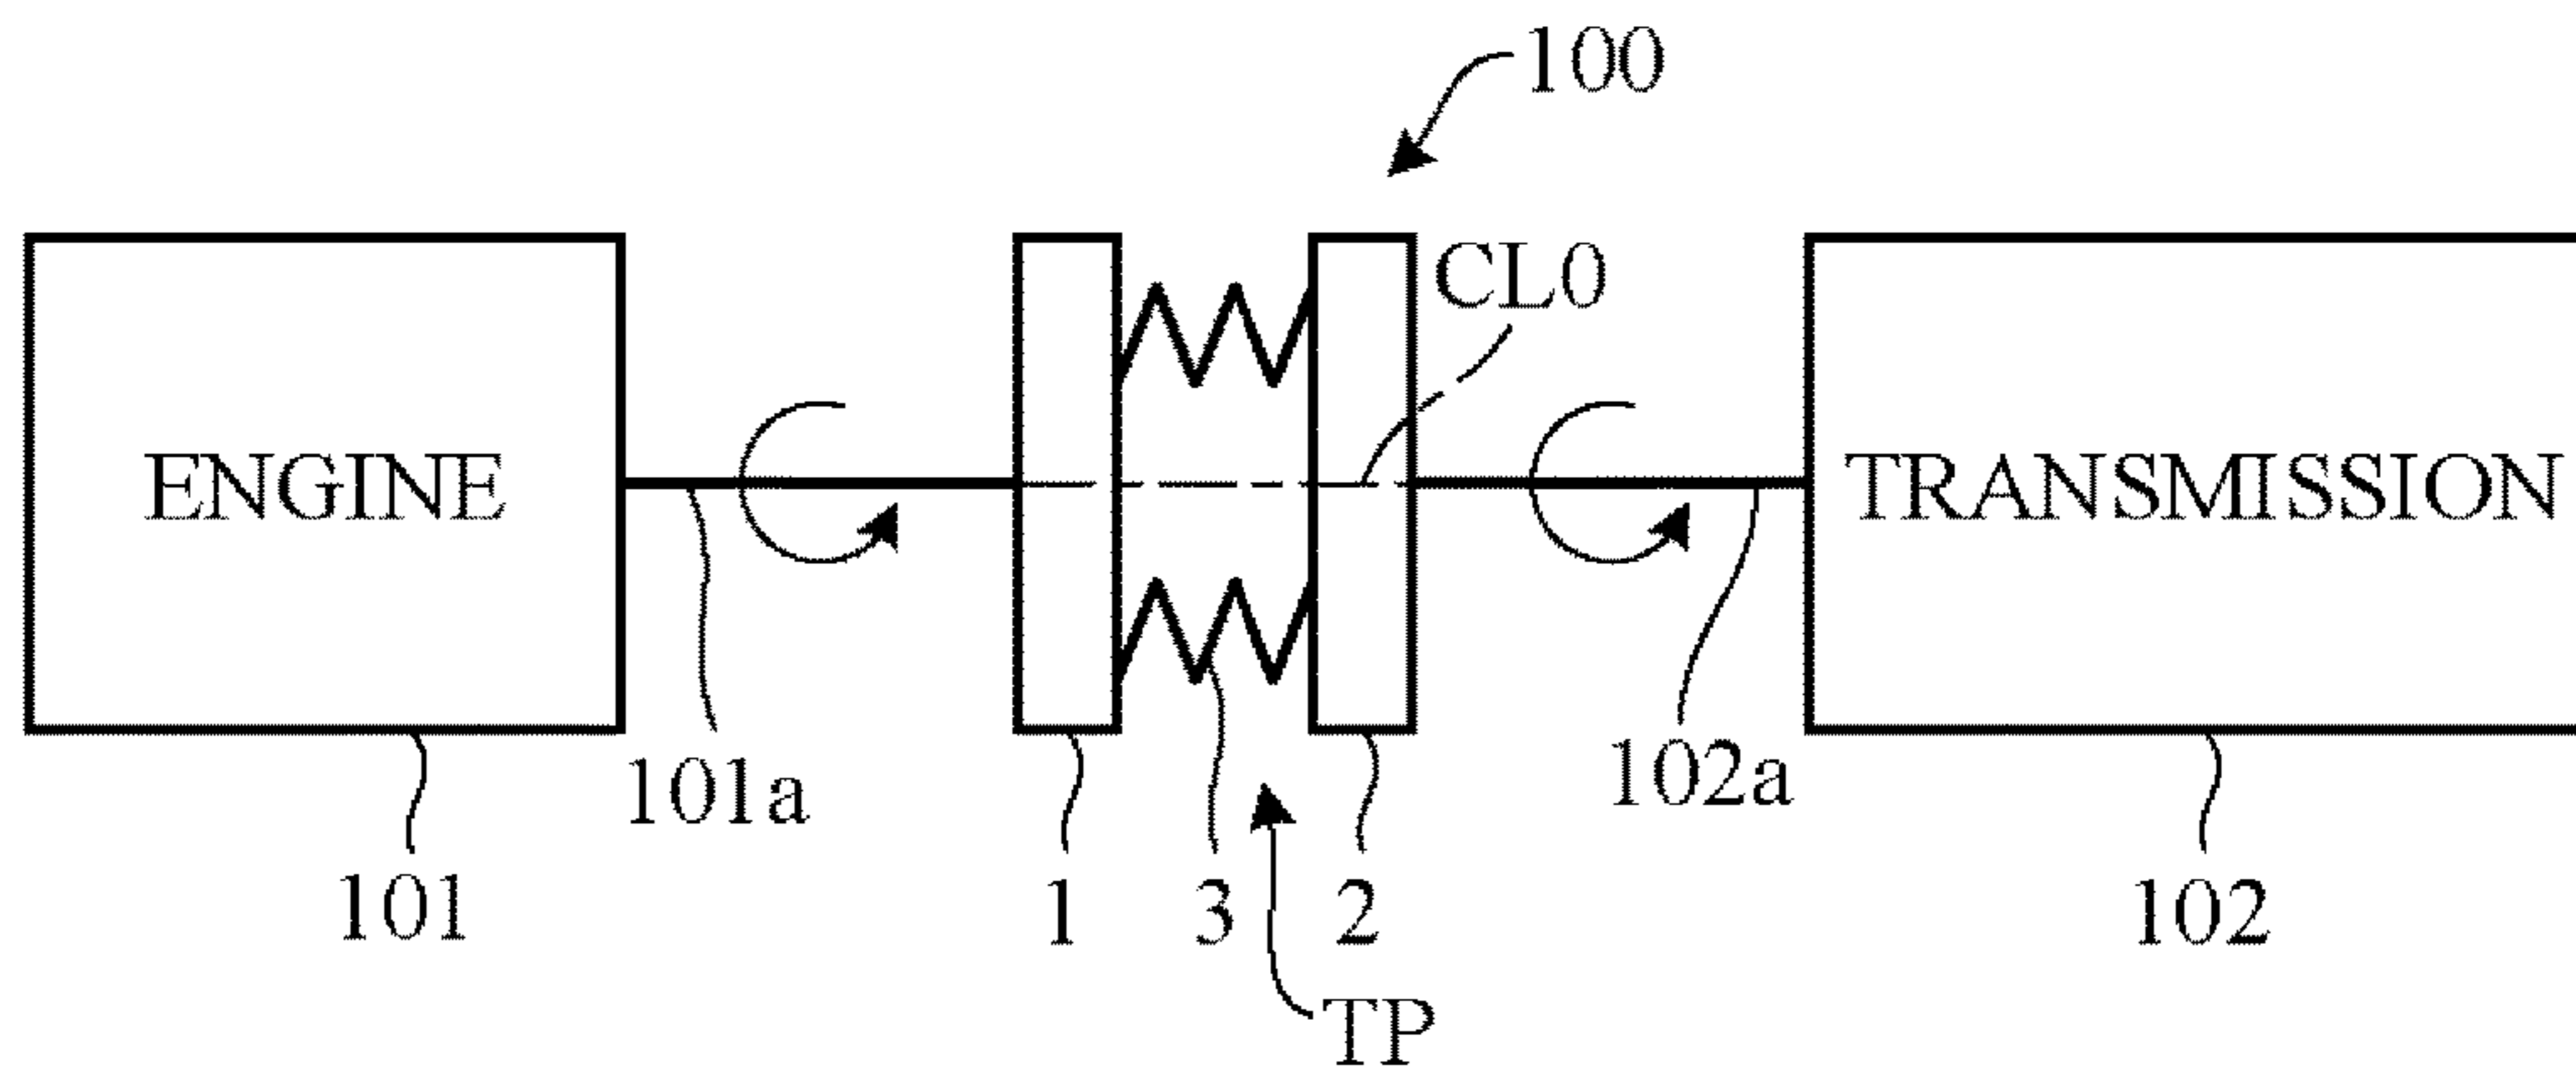 100
CL0
ENGINE
TRANSMISSION
101a
102a
101
1
3
2
102
TP